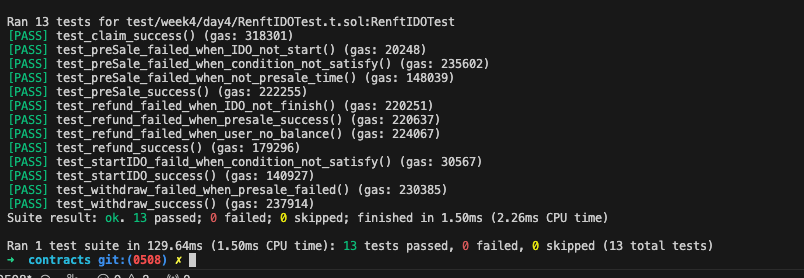 Ran 13 tests for test/week4/day4/RenftIDOTest.t.sol:RenftIDOTest
[PASS] test_claim_success() (gas: 318301)
[PASS] test_preSale_failed_when_IDO_not_start() (gas: 20248)
[PASS] test_preSale_failed_when_condition_not_satisfy() (gas: 235602)
[PASS] test_preSale_failed_when_not_presale_time() (gas: 148039)
[PASS] test_preSale_success() (gas: 222255)
[PASS] test_refund_failed_when_IDO_not_finish() (gas: 220251)
[PASS] test_refund_failed_when_presale_success() (gas: 220637)
[PASS] test_refund_failed_when_user_no_balance() (gas: 224067)
[PASS] test_refund_success() (gas: 179296)
[PASS] test_startIDO_faild_when_condition_not_satisfy() (gas: 30567)
[PASS] test_startIDO_success() (gas: 140927)
[PASS] test_withdraw_failed_when_presale_failed() (gas: 230385)
[PASS] test_withdraw_success() (gas: 237914)
Suite result: ok. 13 passed; 0 failed; 0 skipped; finished in 1.50ms (2.26ms CPU time)
Ran 1 test suite in 129.64ms (1.50ms CPU time): 13 tests passed, 0 failed, 0 skipped (13 total tests)
➜ contracts git:(0508) ✗